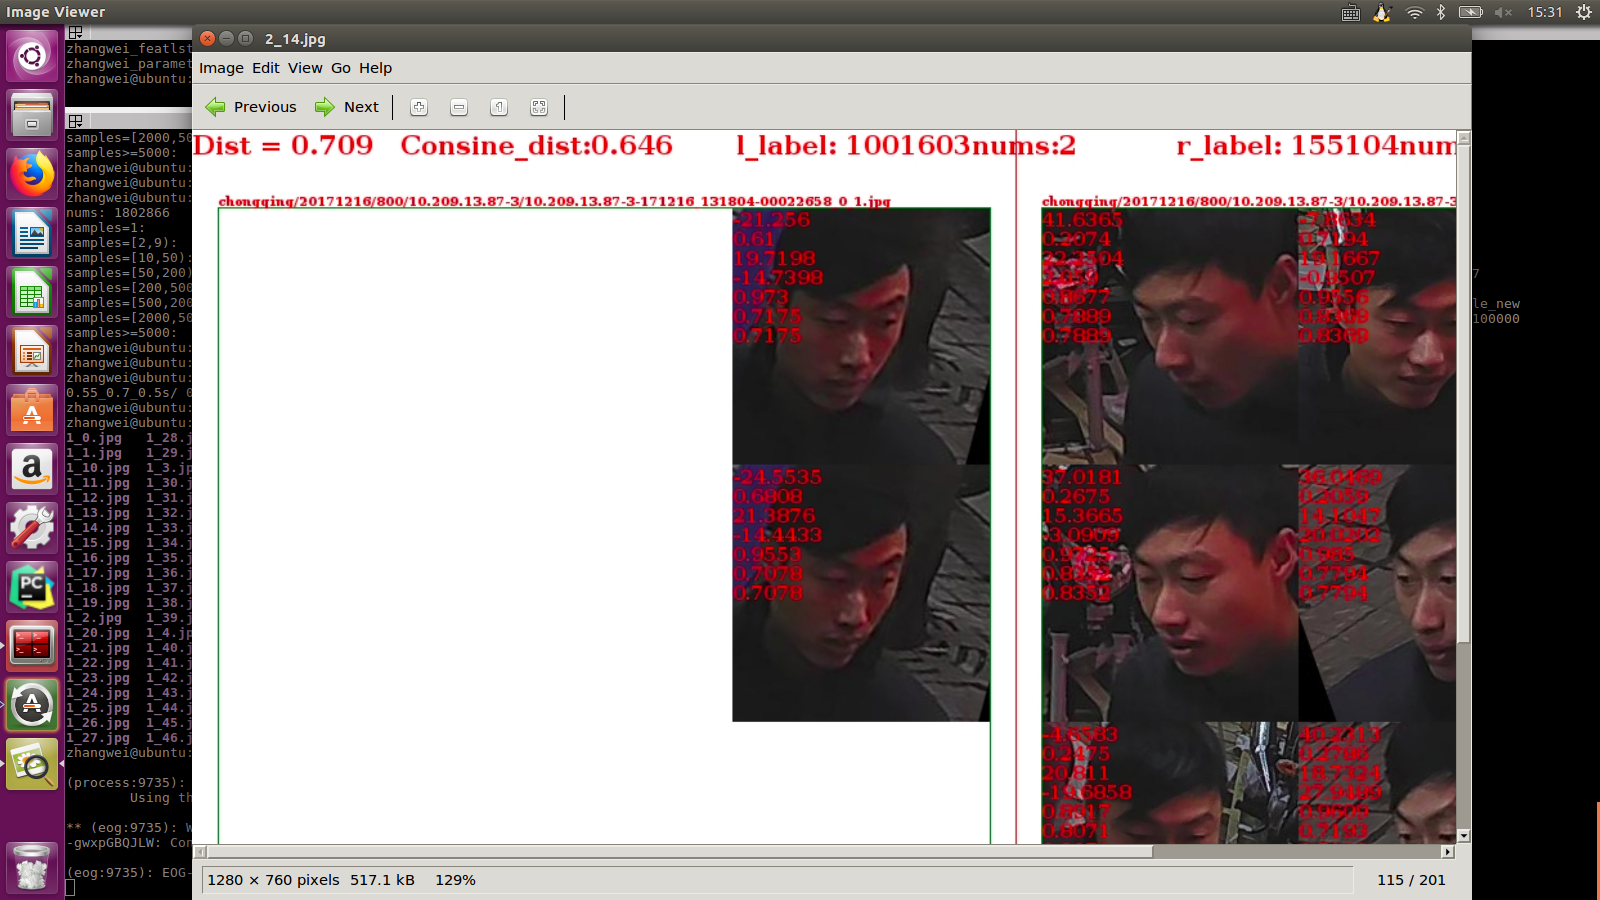 Image Viewer
15:31
zhangwei_featlst
zhangwei_paramet
zhangwei@ubuntu:
2_14.jpg
Image Edit View Go Help
Previous Next
samples=[2000,50
samples>=5000:
zhangwei@ubuntu:
zhangwei@ubuntu:
zhangwei@ubuntu:
nums: 1802866
samples=1:
samples=[2,9):
samples=[10,50):
samples=[50,200)
samples=[200,500
samples=[500,200
samples=[2000,50
samples>=5000:
zhangwei@ubuntu:
zhangwei@ubuntu:
zhangwei@ubuntu:
0.55_0.7_0.5s/ 0
zhangwei@ubuntu:
zhangwei@ubuntu:
1_0.jpg 1_28.j
1_1.jpg 1_29.j
1_10.jpg 1_3.jp
1_11.jpg 1_30.j
1_12.jpg 1_31.j
1_13.jpg 1_32.j
1_14.jpg 1_33.j
1_15.jpg 1_34.j
1_16.jpg 1_35.j
1_17.jpg 1_36.j
1_18.jpg 1_37.j
1_19.jpg 1_38.j
1_2.jpg 1_39.j
1_20.jpg 1_4.jp
1_21.jpg 1_40.j
1_22.jpg 1_41.j
1_23.jpg 1_42.j
1_24.jpg 1_43.j
1_25.jpg 1_44.j
1_26.jpg 1_45.j
1_27.jpg 1_46.j
zhangwei@ubuntu:
(process:9735):
Using th
** (eog:9735): W
-gwxpGBQJLW: Con
(eog:9735): EOG-
Dist = 0.709 Consine_dist:0.646 l_label: 1001603nums:2 r_label: 155104num
chongqing/20171216/800/10.209.13.87-3/10.209.13.87-3-171216_131804-00022658_0_1.jpg
-21.256
0.61
19.7198
-14.7398
0.973
0.7175
0.7175
-24.5535
0.6808
21.3876
-14.4433
0.9553
0.7078
0.7078
chongqing/20171216/800/10.209.13.87-3/10.209.13.87-3
41.6365
0.2074
0.8677
0.7889
0.7889
0.7194
19.1667
0.9556
0.8369
0.8369
37.0181
0.2675
15.3665
-3.0909
0.9725
0.8352
0.8352
36.0469
0.3059
14.1047
20.0202
0.985
0.7794
0.7794
-4.6583
0.2475
20.811
-19.6858
0.8917
0.8071
40.2313
0.2786
18.7324
27.9499
0.9609
0.7193
7
le_new
100000
1280 × 760 pixels 517.1 kB 129%
115 / 201